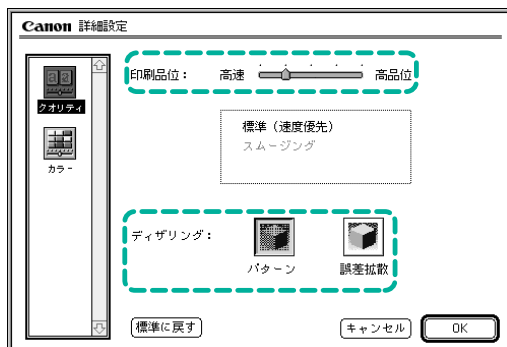 Canon 詳細設定
クオリティ
カラー
印刷品位： 高速 高品位
標準（速度優先）
スムージング
ディザリング：
パターン 誤差拡散
標準に戻す キャンセル OK